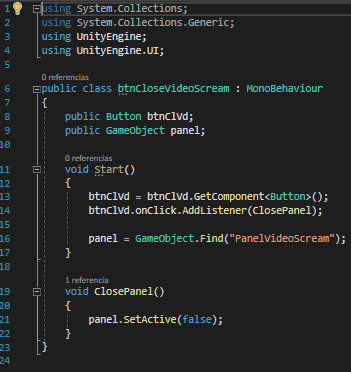 1 using System.Collections;
2 using System.Collections.Generic;
3 using UnityEngine;
4 using UnityEngine.UI;
5
0 referencias
6 public class btnCloseVideoScream : MonoBehaviour
7 {
8 public Button btnClVd;
9 public GameObject panel;
10
0 referencias
11 void Start()
12 {
13 btnClVd = btnClVd.GetComponent<Button>();
14 btnClVd.onClick.AddListener(ClosePanel);
15
16 panel = GameObject.Find("PanelVideoScream");
17 }
18
1 referencia
19 void ClosePanel()
20 {
21 panel.SetActive(false);
22 }
23 }
24